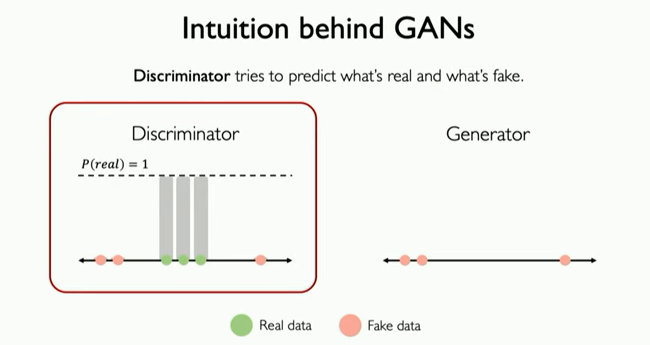 Intuition behind GANs
Discriminator tries to predict what's real and what's fake.
Discriminator
P(real) = 1
Generator
Real data
Fake data